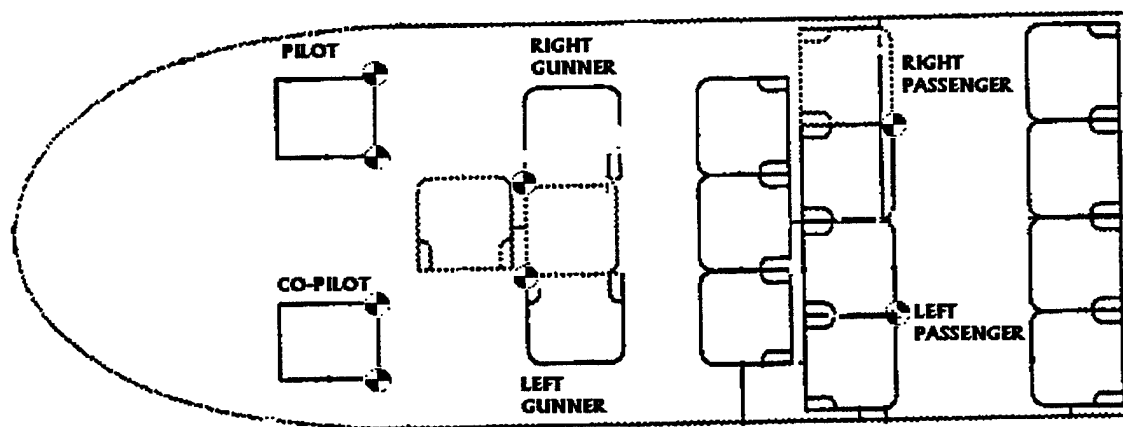 PILOT
RIGHT
GUNNER
RIGHT
PASSENGER
CO-PILOT
LEFT
PASSENGER
LEFT
GUNNER